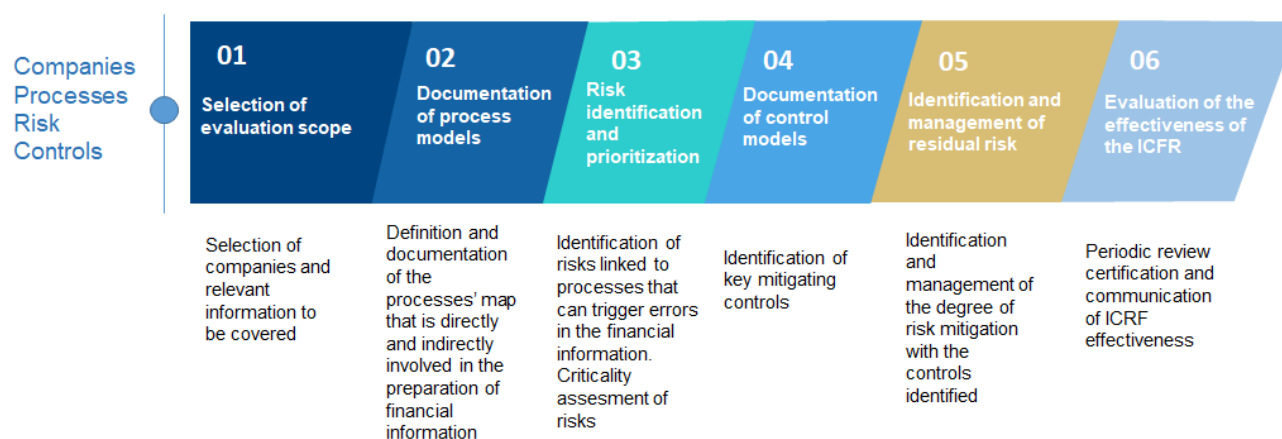 Companies
Processes
Risk
Controls
01
Selection of
evaluation scope
02
Documentation
of process
models
03
Risk
identification
and
prioritization
04
Documentation
of control
models
05
Identification and
management of
residual risk
06
Evaluation of the
effectiveness of
the ICFR
Selection of
companies and
relevant
information to
be covered
Definition and
documentation
of the
processes' map
that is directly
and indirectly
involved in the
preparation of
financial
information
Identification of
risks linked to
processes that
can trigger errors
in the financial
information.
Criticality
assesment of
risks
Identification of
key mitigating
controls
Identification
and
management of
the degree of
risk mitigation
with the
controls
identified
Periodic review
certification and
communication
of ICRF
effectiveness